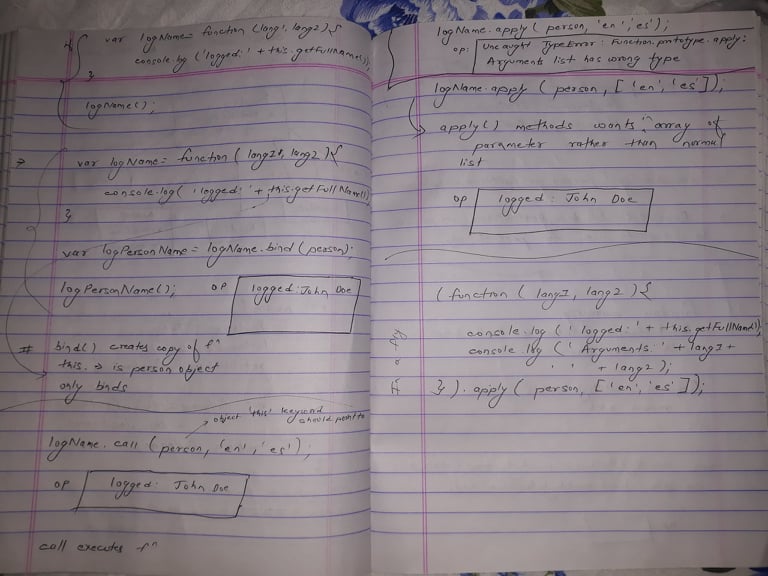 var logName = function (lang1, lang2) {
console.log ('logged: ' + this.getFullName());
}
logName();
var logName = function (lang1, lang2) {
console.log( 'logged: ' + this.getFullName())
}
var logPersonName = logName.bind (person);
logPersonName();
op
logged: John Doe
# bind() creates copy of fⁿ
this. → is person object
only binds
object 'this' keyword
should point to
logName. call (person, 'en', 'es');
op
logged: John Doe
call executes fⁿ
logName.apply ( person, 'en', 'es');
op:
Uncaught TypeError: Function.prototype.apply:
Arguments list has wrong type
logName.apply ( person, ['en', 'es']);
apply() methods wants array of
parameter rather than normal
list
op
logged: John Doe
(function ( lang1, lang2 ) {
console.log (' logged: ' + this.getFullName());
console.log ('Arguments: ' + lang1 +
' ' + lang2 );
}). apply ( person, ['en', 'es']);